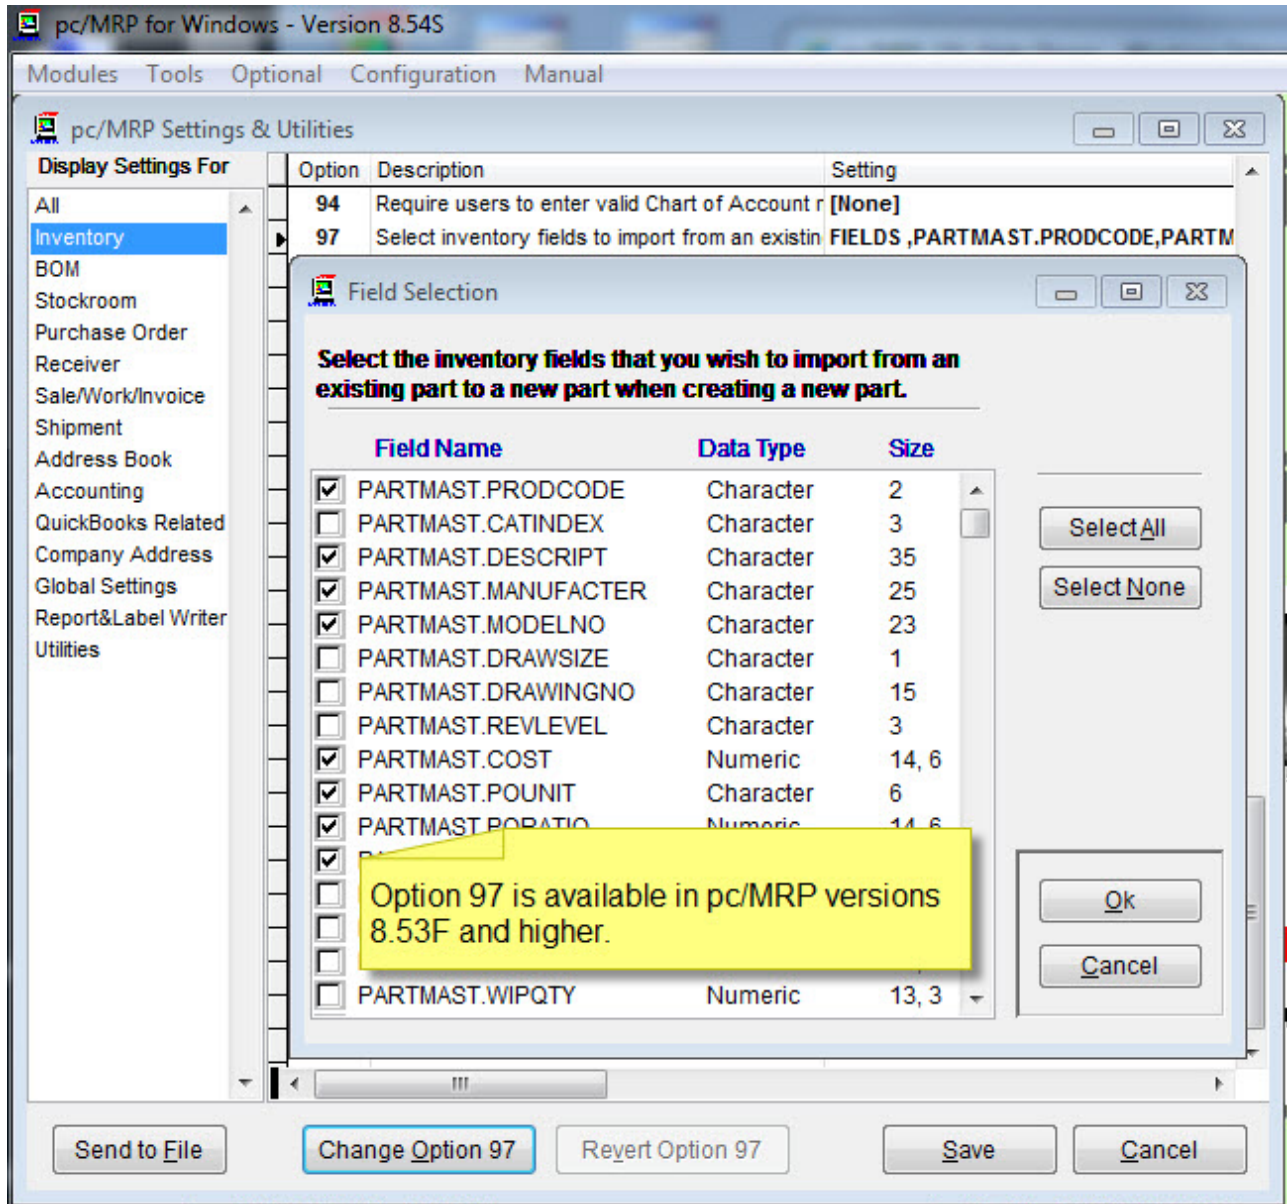 pc/MRP for Windows - Version 8.54S
Modules Tools Optional Configuration Manual
pc/MRP Settings & Utilities
Display Settings For
All
Inventory
BOM
Stockroom
Purchase Order
Receiver
Sale/Work/Invoice
Shipment
Address Book
Accounting
QuickBooks Related
Company Address
Global Settings
Report&Label Writer
Utilities
Option Description Setting
94 Require users to enter valid Chart of Account r [None]
97 Select inventory fields to import from an existin FIELDS ,PARTMAST.PRODCODE,PARTM
Field Selection
Select the inventory fields that you wish to import from an
existing part to a new part when creating a new part.
Field Name Data Type Size
PARTMAST.PRODCODE Character 2
PARTMAST.CATINDEX Character 3
PARTMAST.DESCRIPT Character 35
PARTMAST.MANUFACTER Character 25
PARTMAST.MODELNO Character 23
PARTMAST.DRAWSIZE Character 1
PARTMAST.DRAWINGNO Character 15
PARTMAST.REVLEVEL Character 3
PARTMAST.COST Numeric 14, 6
PARTMAST.POUNIT Character 6
PARTMAST.PORATIO Numeric 14, 6
Option 97 is available in pc/MRP versions
8.53F and higher.
PARTMAST.WIPQTY Numeric 13, 3
Select All
Select None
Ok
Cancel
Send to File Change Option 97 Revert Option 97 Save Cancel